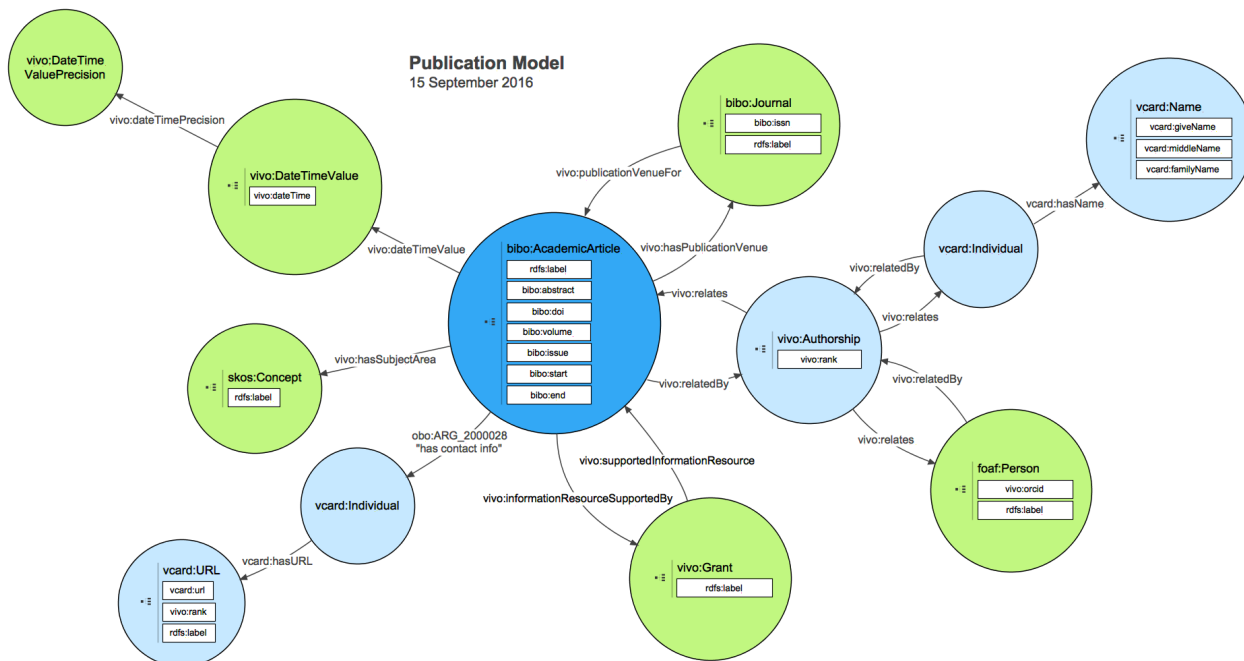 Publication Model
15 September 2016
vivo:DateTime
ValuePrecision
vivo:dateTimePrecision
vivo:DateTimeValue
vivo:dateTime
vivo:dateTimeValue
bibo:Journal
bibo:issn
rdfs:label
vivo:publicationVenueFor
vivo:hasPublicationVenue
vcard:Name
vcard:giveName
vcard:middleName
vcard:familyName
vcard:hasName
vcard:Individual
vivo:relatedBy
vivo:relates
bibo:AcademicArticle
rdfs:label
bibo:abstract
bibo:doi
bibo:volume
bibo:issue
bibo:start
bibo:end
vivo:relates
vivo:relatedBy
vivo:Authorship
vivo:rank
vivo:relatedBy
vivo:relates
foaf:Person
vivo:orcid
rdfs:label
vivo:hasSubjectArea
skos:Concept
rdfs:label
obo:ARG_2000028
"has contact info"
vcard:Individual
vcard:hasURL
vcard:URL
vcard:url
vivo:rank
rdfs:label
vivo:supportedInformationResource
vivo:informationResourceSupportedBy
vivo:Grant
rdfs:label